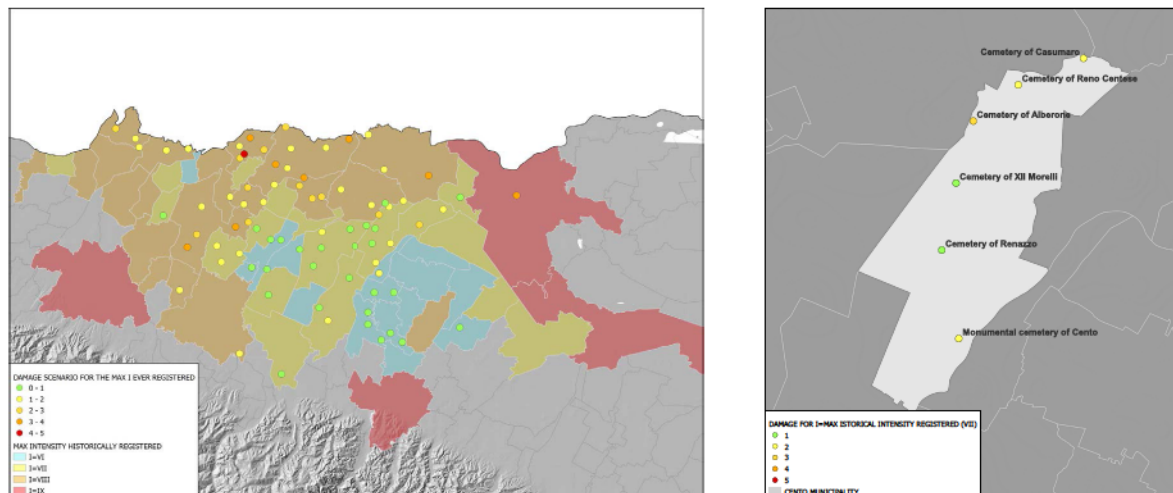 DAMAGE SCENARIO FOR THE MAX I EVER REGISTERED
0 - 1
1 - 2
2 - 3
3 - 4
4 - 5
MAX INTENSITY HISTORICALLY REGISTERED
I=VI
I=VII
I=VIII
I=IX
Cemetery of Casumaro
Cemetery of Reno Centese
Cemetery of Alberone
Cemetery of XII Morelli
Cemetery of Renazzo
Monumental cemetery of Cento
DAMAGE FOR I=MAX ISTORICAL INTENSITY REGISTERED (VII)
1
2
3
4
5
CENTO MUNICIPALITY